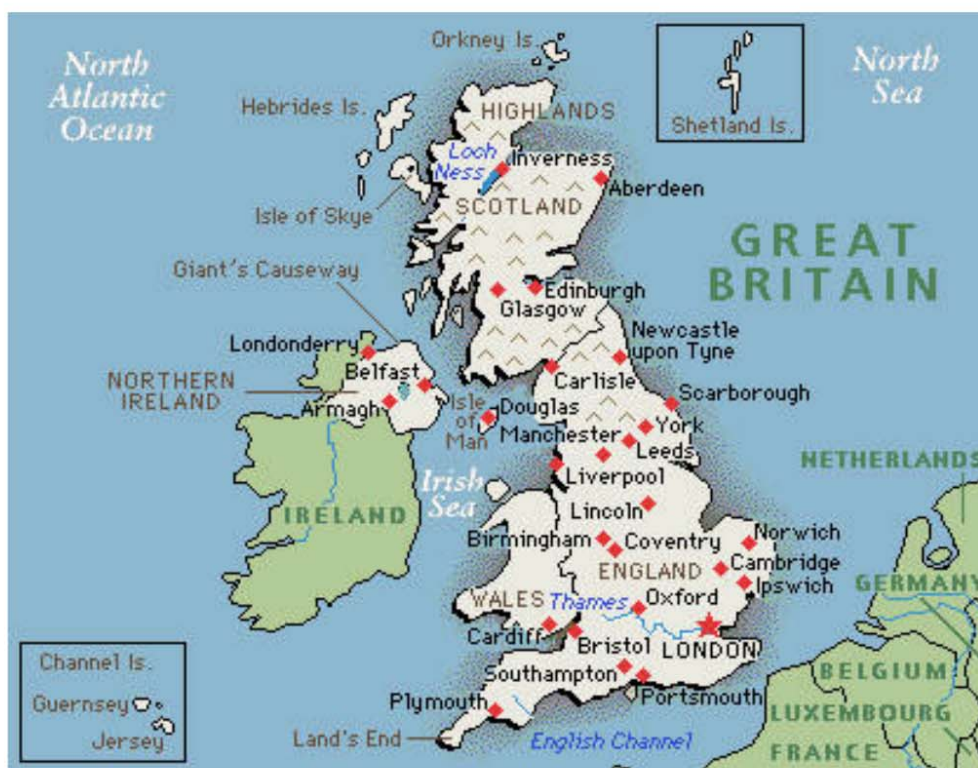 Orkney Is.
North
Atlantic
Ocean
North
Sea
Hebrides Is.
HIGHLANDS
Shetland Is.
Loch
Ness
Inverness
Aberdeen
Isle of Skye
SCOTLAND
GREAT
BRITAIN
Giant's Causeway
Edinburgh
Glasgow
Newcastle
upon Tyne
Londonderry
Belfast
Carlisle
NORTHERN
IRELAND
Scarborough
Armagh
Isle
of
Man
Douglas
York
Manchester
Leeds
NETHERLANDS
Irish
Sea
Liverpool
IRELAND
Lincoln
Norwich
Birmingham
Coventry
Cambridge
ENGLAND
Ipswich
GERMANY
WALES
Thames
Oxford
Cardiff
Bristol
LONDON
Channel Is.
Southampton
Portsmouth
BELGIUM
Guernsey
Plymouth
LUXEMBOURG
Jersey
Land's End
English Channel
FRANCE